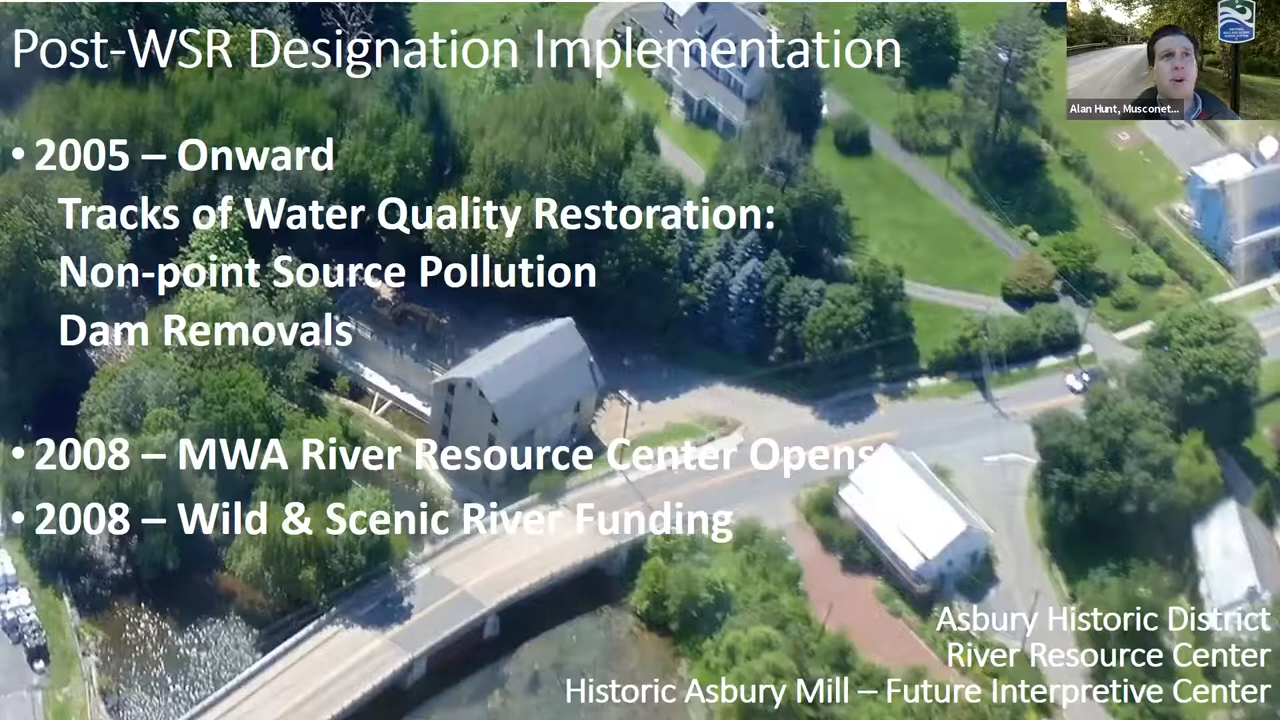 Post-WSR Designation Implementation
• 2005 – Onward
Tracks of Water Quality Restoration:
Non-point Source Pollution
Dam Removals
• 2008 – MWA River Resource Center Opens
• 2008 – Wild & Scenic River Funding
Asbury Historic District
River Resource Center
Historic Asbury Mill – Future Interpretive Center
Alan Hunt, Musconet...